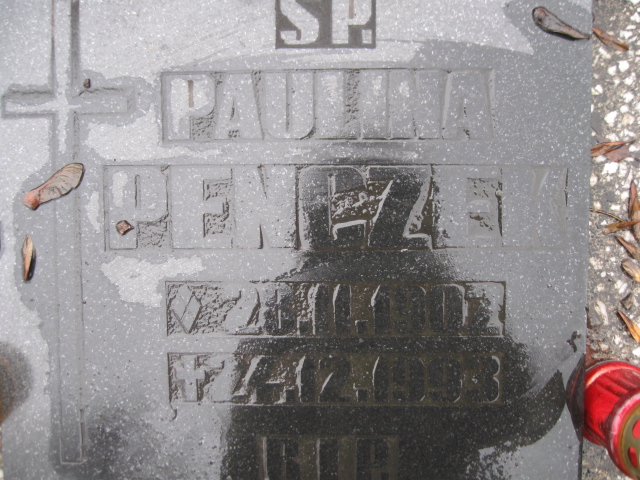 SP.
PAULINA
PENCZEK
✝24.12.1993